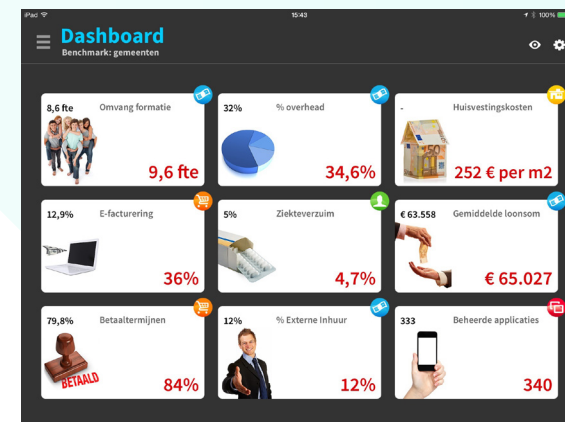 iPad
15:43
100%
Dashboard
Benchmark: gemeenten
8,6 fte
Omvang formatie
9,6 fte
32%
% overhead
34,6%
-
Huisvestingskosten
50
252 € per m2
12,9%
E-facturering
36%
5%
Ziekteverzuim
4,7%
€ 63.558
Gemiddelde loonsom
€ 65.027
79,8%
Betaaltermijnen
BETAALD
84%
12%
% Externe Inhuur
12%
333
Beheerde applicaties
340